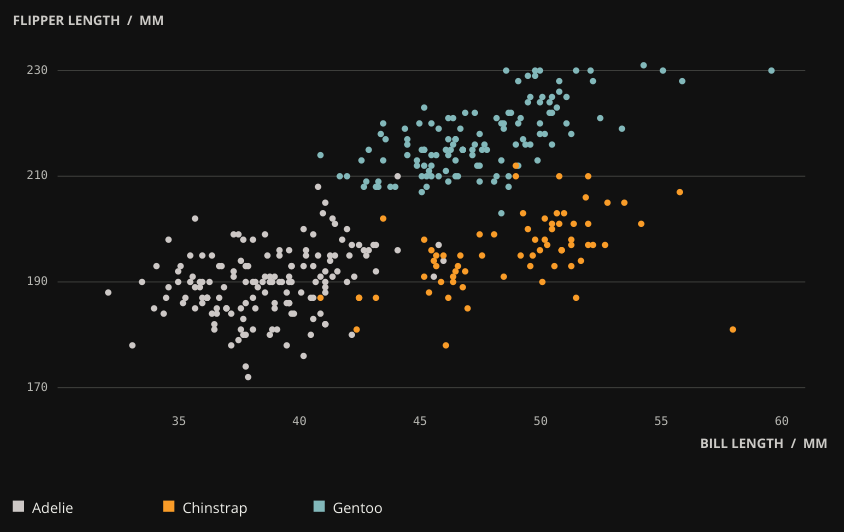 FLIPPER LENGTH / MM
230
210
190
170
35 40 45 50 55 60
BILL LENGTH / MM
Adelie Chinstrap Gentoo